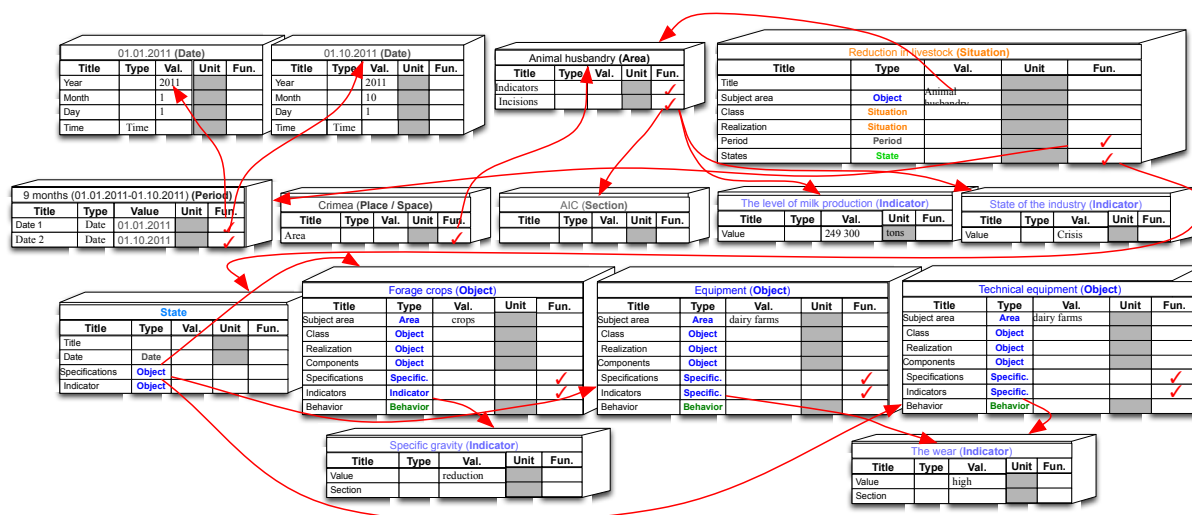 01.01.2011 (Date)
Title Type Val. Unit Fun.
Year 2011
Month 1
Day 1
Time Time
01.10.2011 (Date)
Title Type Val. Unit Fun.
Year 2011
Month 10
Day 1
Time Time
Animal husbandry (Area)
Title Type Val. Unit Fun.
Indicators
Incisions
Reduction in livestock (Situation)
Title Type Val. Unit Fun.
Title
Subject area Object Animal husbandry
Class Situation
Realization Situation
Period Period
States State
9 months (01.01.2011-01.10.2011) (Period)
Title Type Value Unit Fun.
Date 1 Date 01.01.2011
Date 2 Date 01.10.2011
Crimea (Place / Space)
Title Type Val. Unit Fun.
Area
AIC (Section)
Title Type Val. Unit Fun.
The level of milk production (Indicator)
Title Type Val. Unit Fun.
Value 249 300 tons
State of the industry (Indicator)
Title Type Val. Unit Fun.
Value Crisis
State
Title Type Val. Unit Fun.
Title
Date Date
Specifications Object
Indicator Object
Forage crops (Object)
Title Type Val. Unit Fun.
Subject area Area crops
Class Object
Realization Object
Components Object
Specifications Specific.
Indicators Indicator
Behavior Behavior
Equipment (Object)
Title Type Val. Unit Fun.
Subject area Area dairy farms
Class Object
Realization Object
Components Object
Specifications Specific.
Indicators Specific.
Behavior Behavior
Technical equipment (Object)
Title Type Val. Unit Fun.
Subject area Area dairy farms
Class Object
Realization Object
Components Object
Specifications Specific.
Indicators Specific.
Behavior Behavior
Specific gravity (Indicator)
Title Type Val. Unit Fun.
Value reduction
Section
The wear (Indicator)
Title Type Val. Unit Fun.
Value high
Section